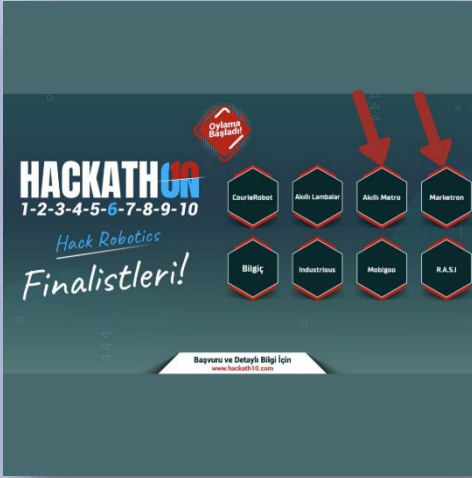 Oylama
Başladı!
HACKATH10N
1-2-3-4-5-6-7-8-9-10
Hack Robotics
Finalistleri!
CourieRobot
Akıllı Lambalar
Akıllı Metro
Marketron
Bilgiç
Industrious
Mobigoo
R.A.S.I
Başvuru ve Detaylı Bilgi İçin
www.hackath10.com